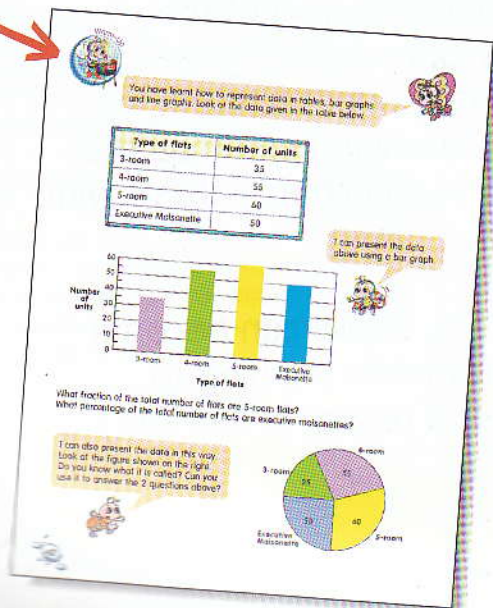 You have learnt how to represent data in tables, bar graphs
and line graphs. Look at the data given in the table below.
Type of flats Number of units
3-room 35
4-room 55
5-room 60
Executive Maisonette 50
I can present the data
above using a bar graph.
Number
of
units
60
50
40
30
20
10
0
3-room 4-room 5-room Executive
Maisonette
Type of flats
What fraction of the total number of flats are 5-room flats?
What percentage of the total number of flats are executive maisonettes?
I can also present the data in this way.
Look at the figure shown on the right.
Do you know what it is called? Can you
use it to answer the 2 questions above?
4-room
3-room
35
55
50
60
Executive
Maisonette
5-room